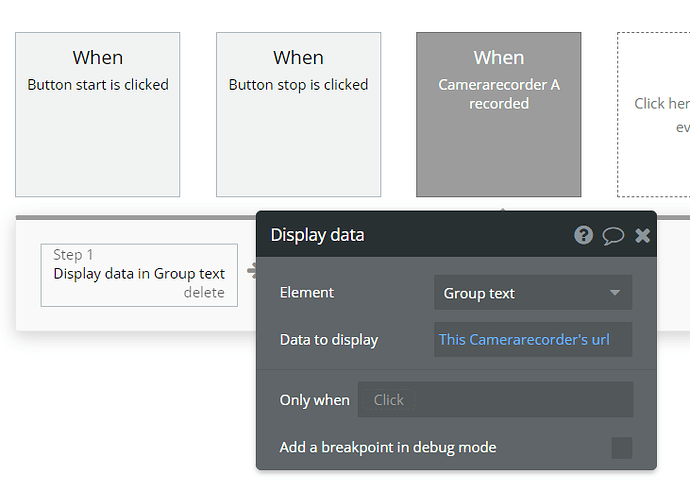 When
Button start is clicked
When
Button stop is clicked
When
Camerarecorder A
recorded
Click her
ev
Step 1
Display data in Group text
delete
Display data
Element
Group text
Data to display
This Camerarecorder's url
Only when
Click
Add a breakpoint in debug mode